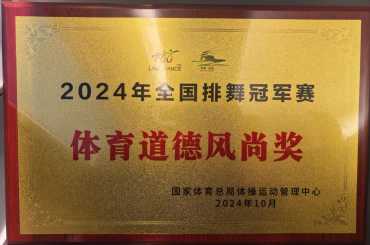 LINE DANCE
2024年全国排舞冠军赛
体育道德风尚奖
国家体育总局体操运动管理中心
2024年10月